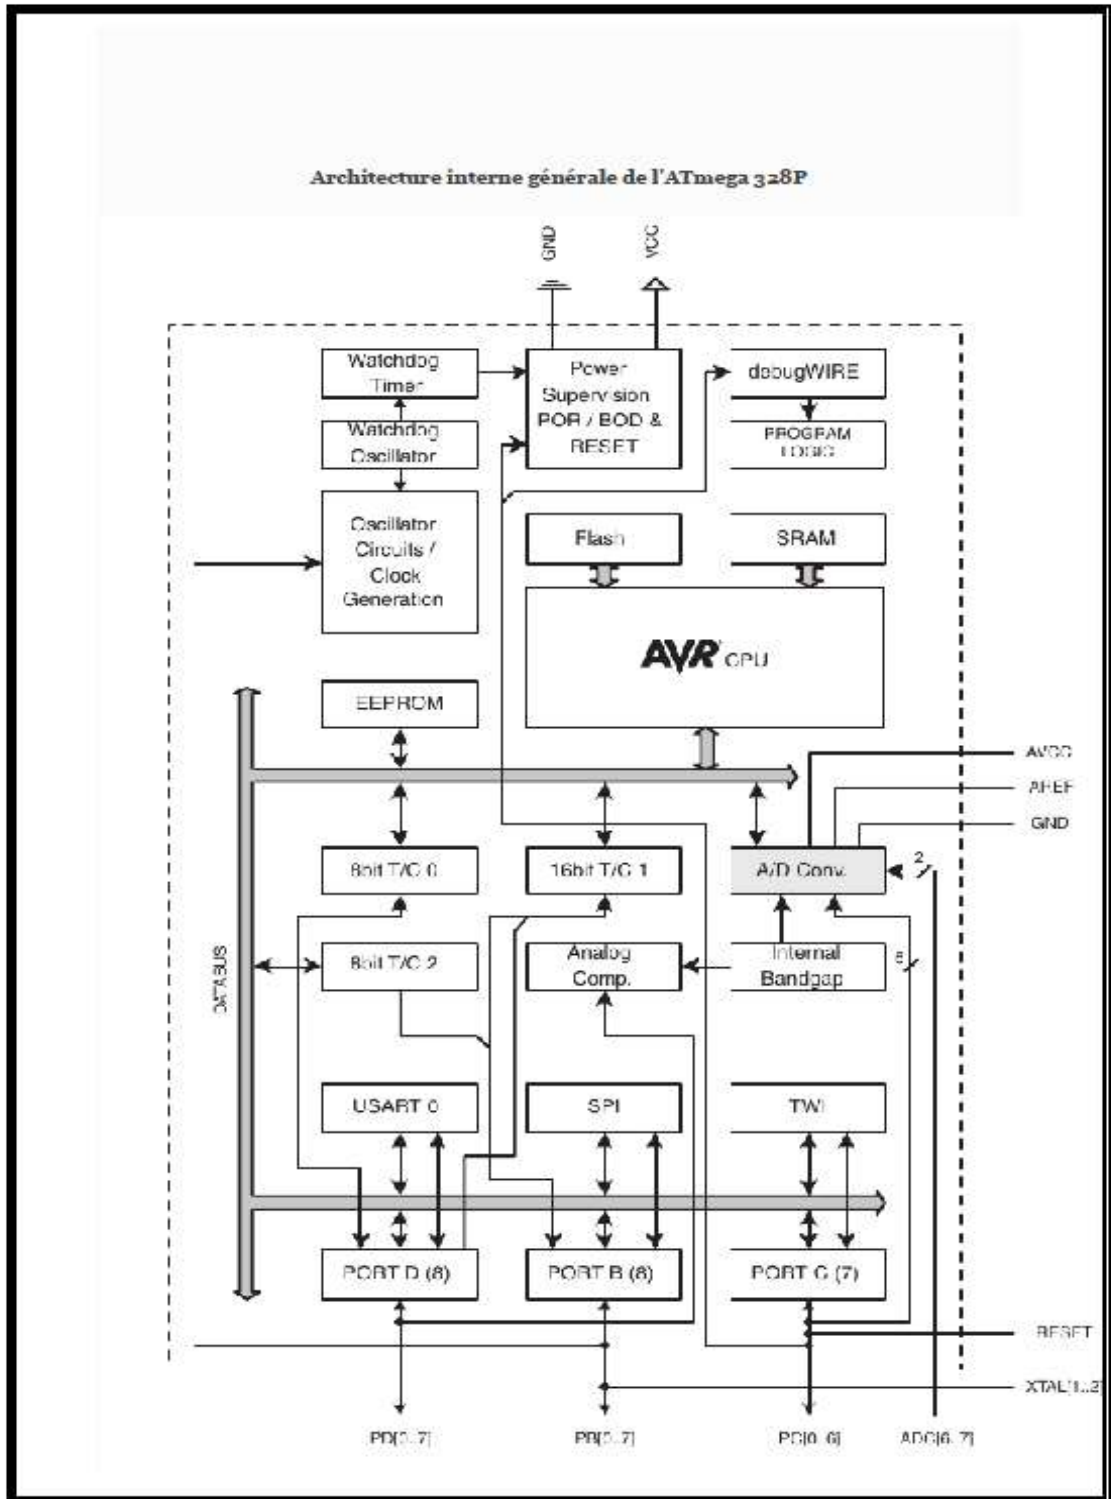 Architecture interne générale de l'ATmega 328P
GND
VCC
Watchdog
Timer
Power
Supervision
POR / BOD &
RESET
debugWIRE
Watchdog
Oscillator
PROGRAM
LOGIC
Oscillator
Circuits /
Clock
Generation
Flash
SRAM
AVR CPU
EEPROM
AVCC
AREF
GND
8bit T/C 0
16bit T/C 1
A/D Conv.
2
DATABUS
8bit T/C 2
Analog
Comp.
Internal
Bandgap
6
USART 0
SPI
TWI
PORT D (8)
PORT B (8)
PORT C (7)
RESET
XTAL[1..2]
PD[0..7]
PB[0..7]
PC[0..6]
ADC[6..7]